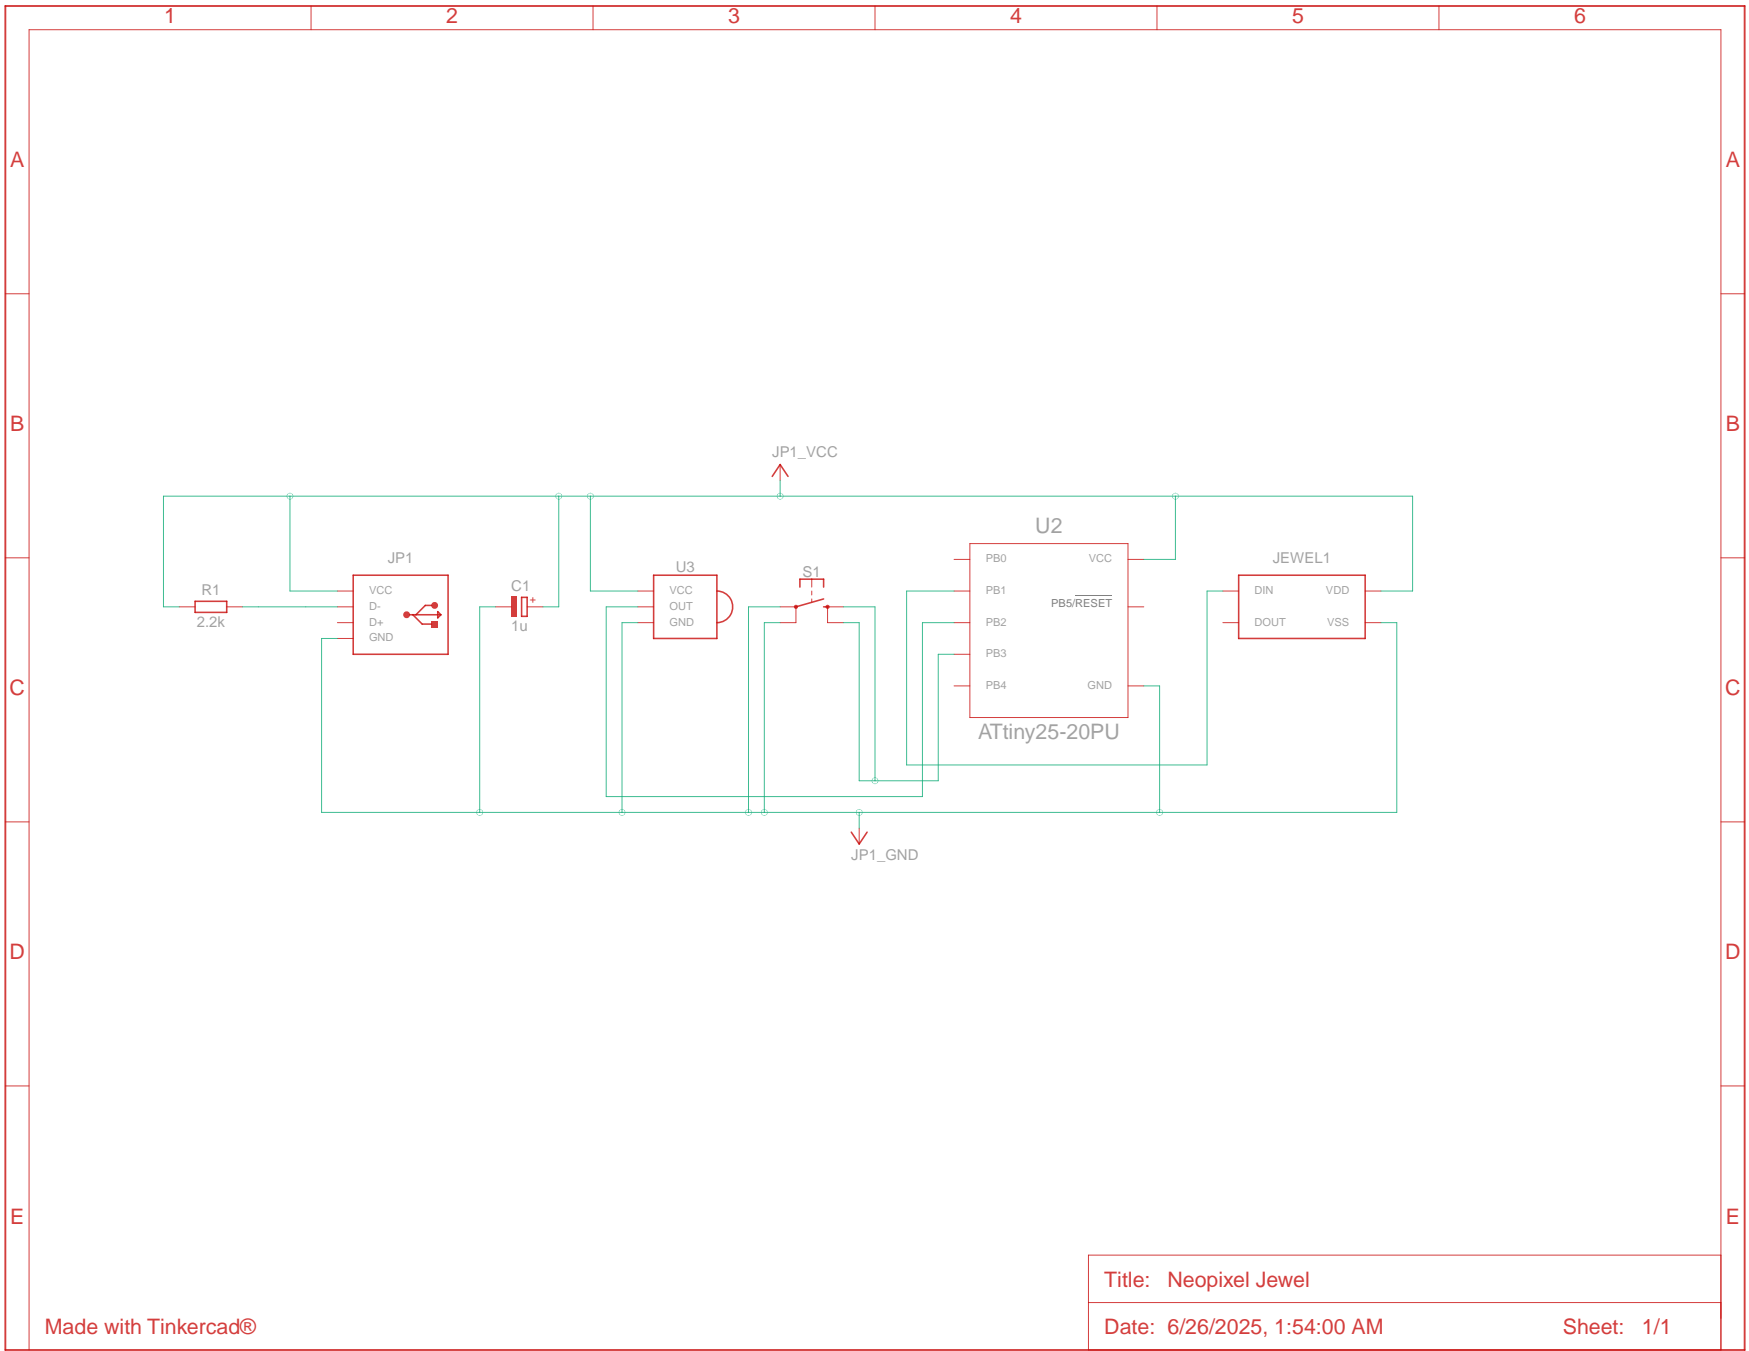 1 2 3 4 5 6
A A
B B
JP1_VCC
U2
JP1 U3 S1 JEWEL1
R1 2.2k
VCC
D-
D+
GND
C1
+
1u
VCC
OUT
GND
PB0 VCC
PB1 PB5/RESET
PB2
PB3
PB4 GND
ATtiny25-20PU
DIN VDD
DOUT VSS
C C
JP1_GND
D D
E E
Title: Neopixel Jewel
Made with Tinkercad®
Date: 6/26/2025, 1:54:00 AM Sheet: 1/1